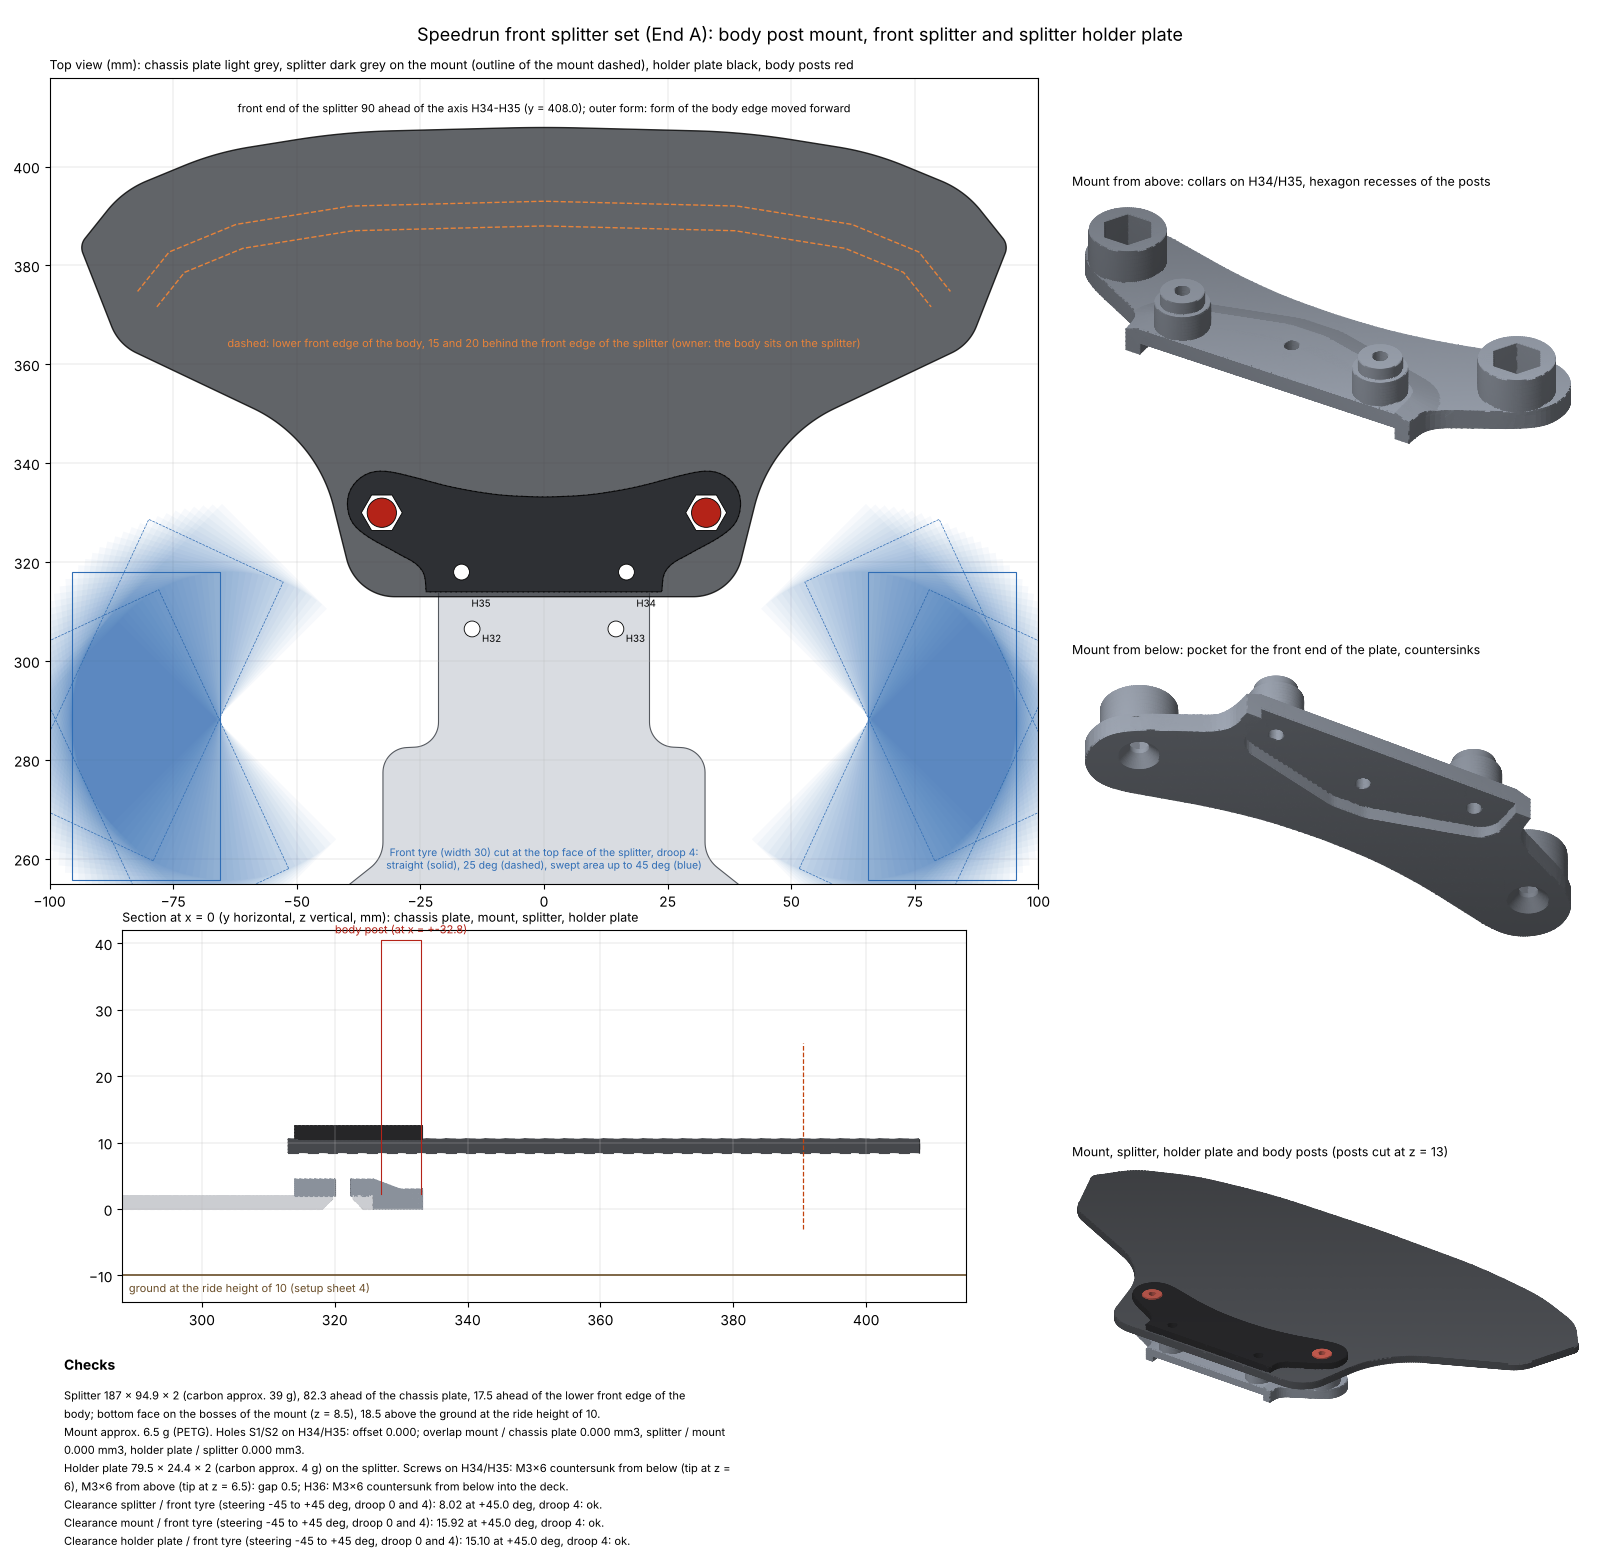 Speedrun front splitter set (End A): body post mount, front splitter and splitter holder plate
Top view (mm): chassis plate light grey, splitter dark grey on the mount (outline of the mount dashed), holder plate black, body posts red
front end of the splitter 90 ahead of the axis H34-H35 (y = 408.0); outer form: form of the body edge moved forward
400
380
dashed: lower front edge of the body, 15 and 20 behind the front edge of the splitter (owner: the body sits on the splitter)
360
340
320
H35
H34
H32
H33
300
280
260
Front tyre (width 30) cut at the top face of the splitter, droop 4:
straight (solid), 25 deg (dashed), swept area up to 45 deg (blue)
−100
−75
−50
−25
0
25
50
75
100
Mount from above: collars on H34/H35, hexagon recesses of the posts
Mount from below: pocket for the front end of the plate, countersinks
Mount, splitter, holder plate and body posts (posts cut at z = 13)
Section at x = 0 (y horizontal, z vertical, mm): chassis plate, mount, splitter, holder plate
body post (at x = +-32.8)
40
30
20
10
0
−10
ground at the ride height of 10 (setup sheet 4)
300
320
340
360
380
400
Checks
Splitter 187 × 94.9 × 2 (carbon approx. 39 g), 82.3 ahead of the chassis plate, 17.5 ahead of the lower front edge of the
body; bottom face on the bosses of the mount (z = 8.5), 18.5 above the ground at the ride height of 10.
Mount approx. 6.5 g (PETG). Holes S1/S2 on H34/H35: offset 0.000; overlap mount / chassis plate 0.000 mm3, splitter / mount
0.000 mm3, holder plate / splitter 0.000 mm3.
Holder plate 79.5 × 24.4 × 2 (carbon approx. 4 g) on the splitter. Screws on H34/H35: M3×6 countersunk from below (tip at z =
6), M3×6 from above (tip at z = 6.5): gap 0.5; H36: M3×6 countersunk from below into the deck.
Clearance splitter / front tyre (steering -45 to +45 deg, droop 0 and 4): 8.02 at +45.0 deg, droop 4: ok.
Clearance mount / front tyre (steering -45 to +45 deg, droop 0 and 4): 15.92 at +45.0 deg, droop 4: ok.
Clearance holder plate / front tyre (steering -45 to +45 deg, droop 0 and 4): 15.10 at +45.0 deg, droop 4: ok.